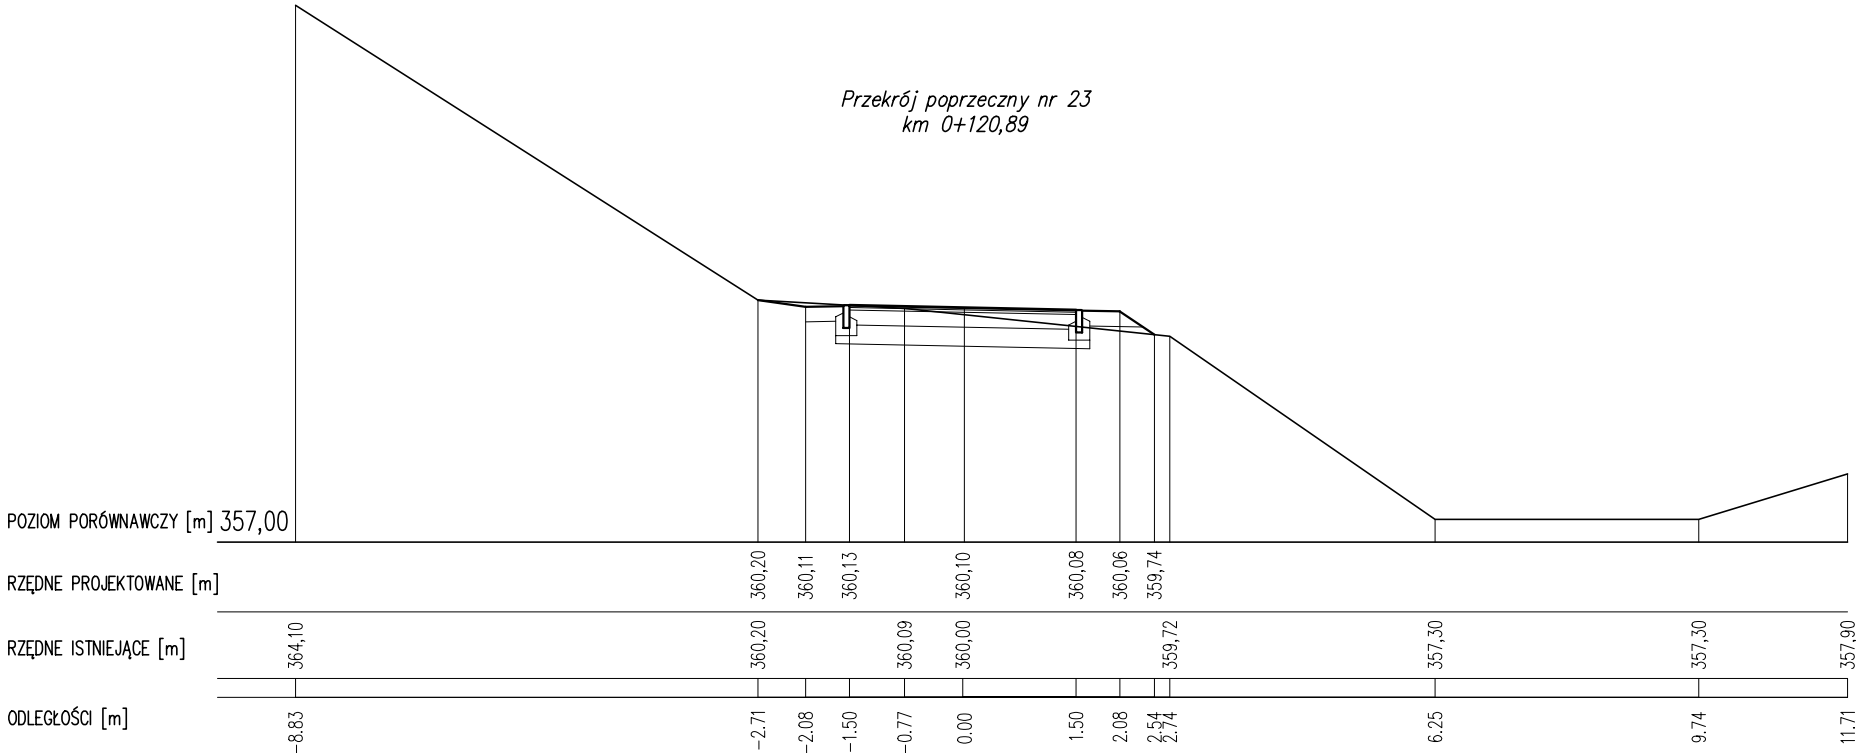 Przekrój poprzeczny nr 23
km 0+120,89
POZIOM PORÓWNAWCZY [m] 357,00
RZĘDNE PROJEKTOWANE [m] 360,20 360,11 360,13 360,10 360,08 360,06 359,74
RZĘDNE ISTNIEJĄCE [m] 364,10 360,20 360,09 360,00 359,72 357,30 357,30 357,90
ODLEGŁOŚCI [m] -8.83 -2.71 -2.08 -1.50 -0.77 0.00 1.50 2.08 2.54 2.74 6.25 9.74 11.71